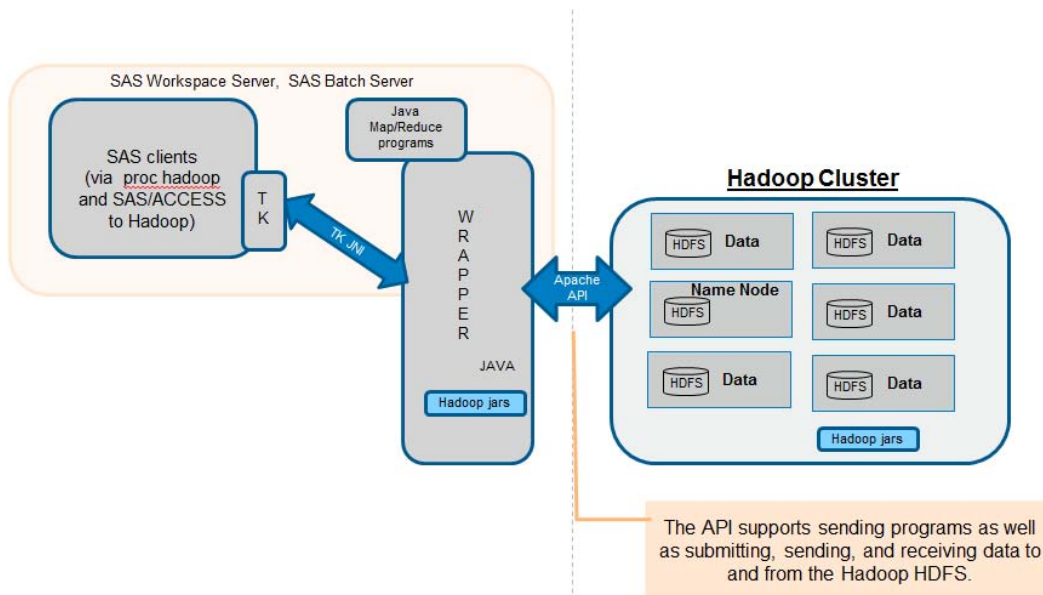 SAS Workspace Server, SAS Batch Server
SAS clients
(via proc hadoop
and SAS/ACCESS
to Hadoop)
T
K
TK JNI
Java
Map/Reduce
programs
W
R
A
P
P
E
R
JAVA
Hadoop jars
Apache
API
Hadoop Cluster
HDFS Data
HDFS Data
Name Node
HDFS
HDFS Data
HDFS Data
HDFS Data
Hadoop jars
The API supports sending programs as well
as submitting, sending, and receiving data to
and from the Hadoop HDFS.